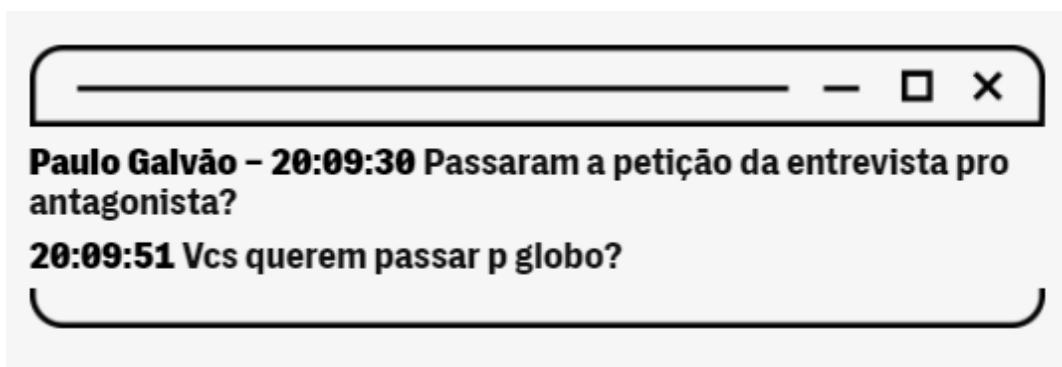 Paulo Galvão – 20:09:30 Passaram a petição da entrevista pro
antagonista?
20:09:51 Vcs querem passar p globo?